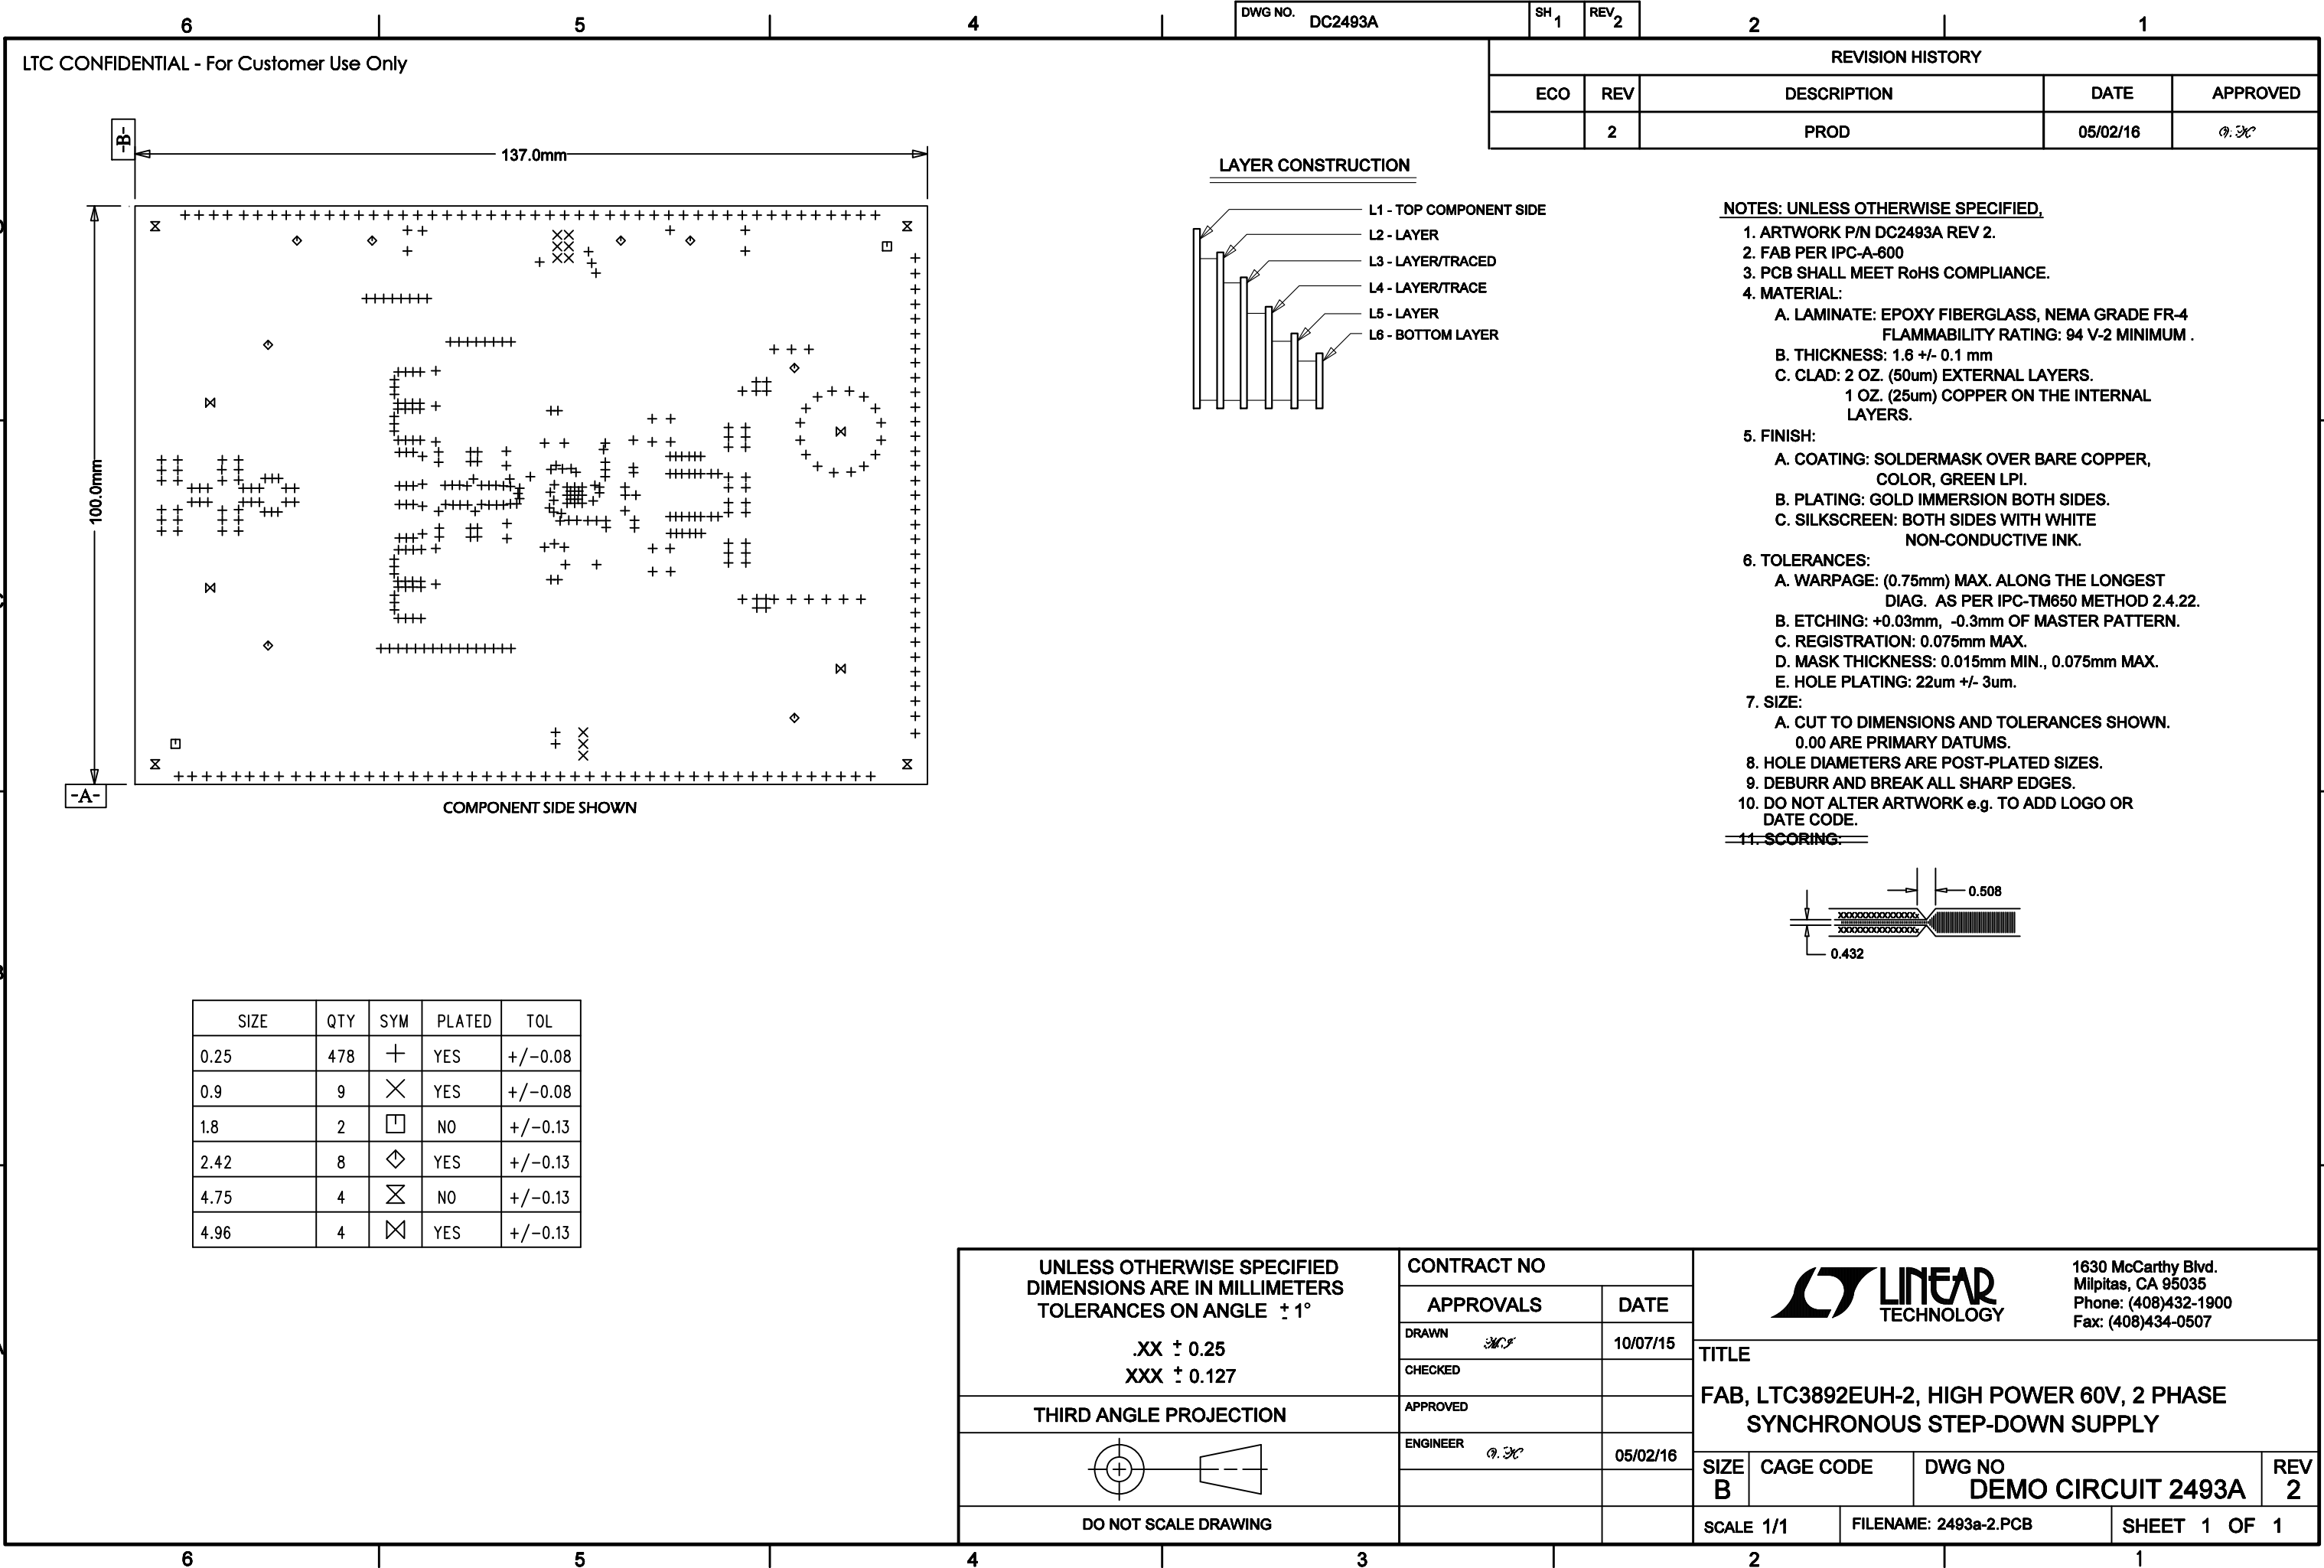 6 5 4 2 1
DWG NO. DC2493A SH 1 REV 2
LTC CONFIDENTIAL - For Customer Use Only
REVISION HISTORY
ECO REV DESCRIPTION DATE APPROVED
2 PROD 05/02/16
-B-
137.0mm
100.0mm
-A-
COMPONENT SIDE SHOWN
LAYER CONSTRUCTION
L1 - TOP COMPONENT SIDE
L2 - LAYER
L3 - LAYER/TRACED
L4 - LAYER/TRACE
L5 - LAYER
L6 - BOTTOM LAYER
NOTES: UNLESS OTHERWISE SPECIFIED,
1. ARTWORK P/N DC2493A REV 2.
2. FAB PER IPC-A-600
3. PCB SHALL MEET RoHS COMPLIANCE.
4. MATERIAL:
A. LAMINATE: EPOXY FIBERGLASS, NEMA GRADE FR-4
FLAMMABILITY RATING: 94 V-2 MINIMUM .
B. THICKNESS: 1.6 +/- 0.1 mm
C. CLAD: 2 OZ. (50um) EXTERNAL LAYERS.
1 OZ. (25um) COPPER ON THE INTERNAL
LAYERS.
5. FINISH:
A. COATING: SOLDERMASK OVER BARE COPPER,
COLOR, GREEN LPI.
B. PLATING: GOLD IMMERSION BOTH SIDES.
C. SILKSCREEN: BOTH SIDES WITH WHITE
NON-CONDUCTIVE INK.
6. TOLERANCES:
A. WARPAGE: (0.75mm) MAX. ALONG THE LONGEST
DIAG. AS PER IPC-TM650 METHOD 2.4.22.
B. ETCHING: +0.03mm, -0.3mm OF MASTER PATTERN.
C. REGISTRATION: 0.075mm MAX.
D. MASK THICKNESS: 0.015mm MIN., 0.075mm MAX.
E. HOLE PLATING: 22um +/- 3um.
7. SIZE:
A. CUT TO DIMENSIONS AND TOLERANCES SHOWN.
0.00 ARE PRIMARY DATUMS.
8. HOLE DIAMETERS ARE POST-PLATED SIZES.
9. DEBURR AND BREAK ALL SHARP EDGES.
10. DO NOT ALTER ARTWORK e.g. TO ADD LOGO OR
DATE CODE.
11. SCORING:
0.508
0.432
SIZE QTY SYM PLATED TOL
0.25 478 YES +/-0.08
0.9 9 YES +/-0.08
1.8 2 NO +/-0.13
2.42 8 YES +/-0.13
4.75 4 NO +/-0.13
4.96 4 YES +/-0.13
UNLESS OTHERWISE SPECIFIED
DIMENSIONS ARE IN MILLIMETERS
TOLERANCES ON ANGLE ± 1°
.XX ± 0.25
XXX ± 0.127
THIRD ANGLE PROJECTION
DO NOT SCALE DRAWING
CONTRACT NO
APPROVALS DATE
DRAWN 10/07/15
CHECKED
APPROVED
ENGINEER 05/02/16
LINEAR
TECHNOLOGY
1630 McCarthy Blvd.
Milpitas, CA 95035
Phone: (408)432-1900
Fax: (408)434-0507
TITLE
FAB, LTC3892EUH-2, HIGH POWER 60V, 2 PHASE
SYNCHRONOUS STEP-DOWN SUPPLY
SIZE B CAGE CODE DWG NO DEMO CIRCUIT 2493A REV 2
SCALE 1/1 FILENAME: 2493a-2.PCB SHEET 1 OF 1
6 5 4 3 2 1